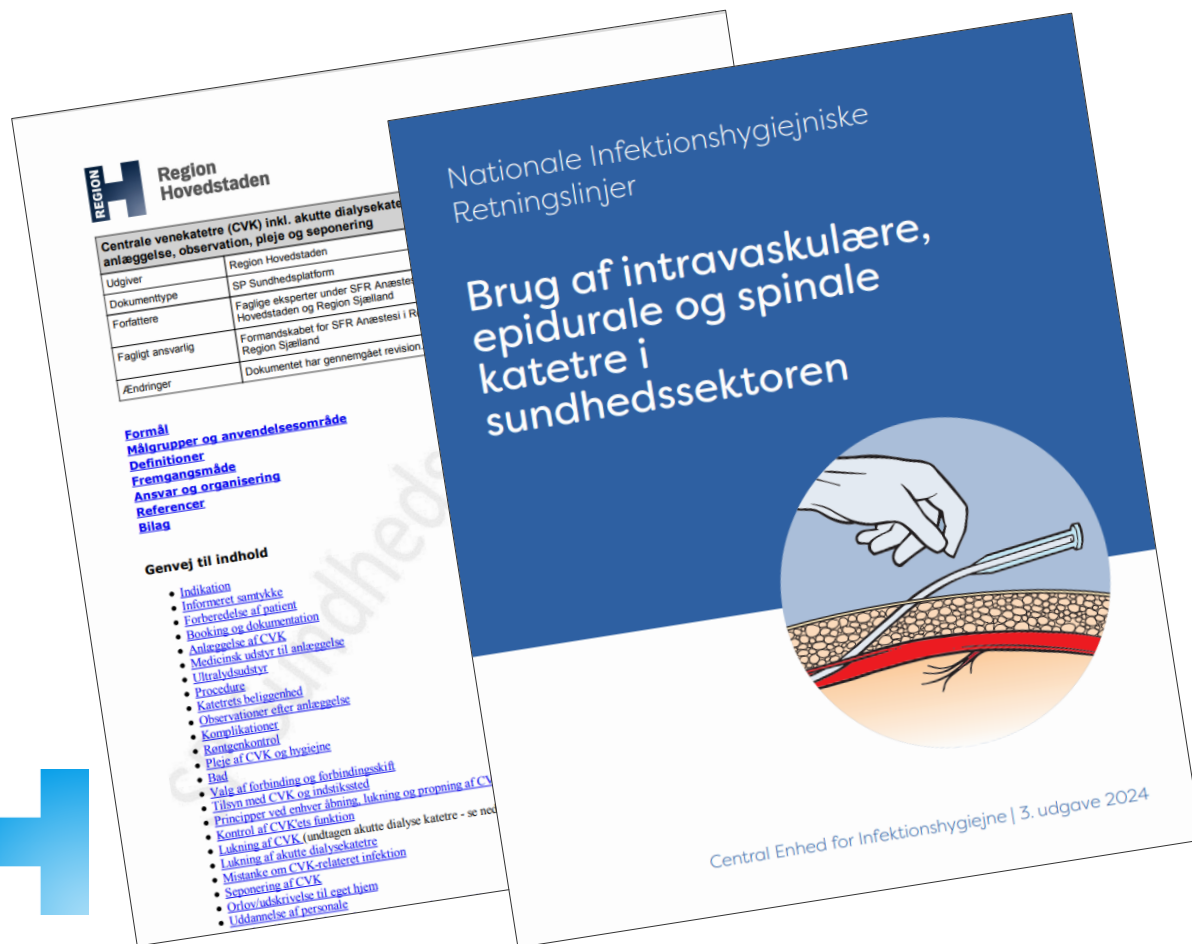 REGION
Region
Hovedstaden
Centrale venekatetre (CVK) inkl. akutte
anlæggelse, observation, pleje og seponering
Udgiver
Region Hovedstaden
Dokumenttype
SP Sundhedsplatform
Forfattere
Faglige eksperter under SFR
Hovedstaden og Region Sjælland
Fagligt ansvarlig
Formandskabet for SFR Anæstesi i
Region Sjælland
Ændringer
Dokumentet har gennemgået revision.
Formål
Målgrupper og anvendelsesområde
Definitioner
Fremgangsmåde
Ansvar og organisering
Referencer
Bilag
Genvej til indhold
Indikation
Informeret samtykke
Forberedelse af patient
Booking og dokumentation
Anlæggelse af CVK
Medicinsk udstyr til anlæggelse
Ultralydsudstyr
Procedure
Katetrets beliggenhed
Observationer efter anlæggelse
Komplikationer
Røntgenkontrol
Pleje af CVK og hygiejne
Bad
Valg af forbinding og forbindingsskift
Tilsyn med CVK og indstikssted
Principper ved enhver åbning, lukning og propning af
Kontrol af CVK'ets funktion
Lukning af CVK (undtagen akutte dialyse katetre - se
Lukning af akutte dialysekatetre
Mistanke om CVK-relateret infektion
Seponering af CVK
Orlov/udskrivelse til eget hjem
Uddannelse af personale
Nationale Infektionshygiejniske
Retningslinjer
Brug af intravaskulære,
epidurale og spinale
katetre i
sundhedssektoren
Central Enhed for Infektionshygiejne | 3. udgave 2024